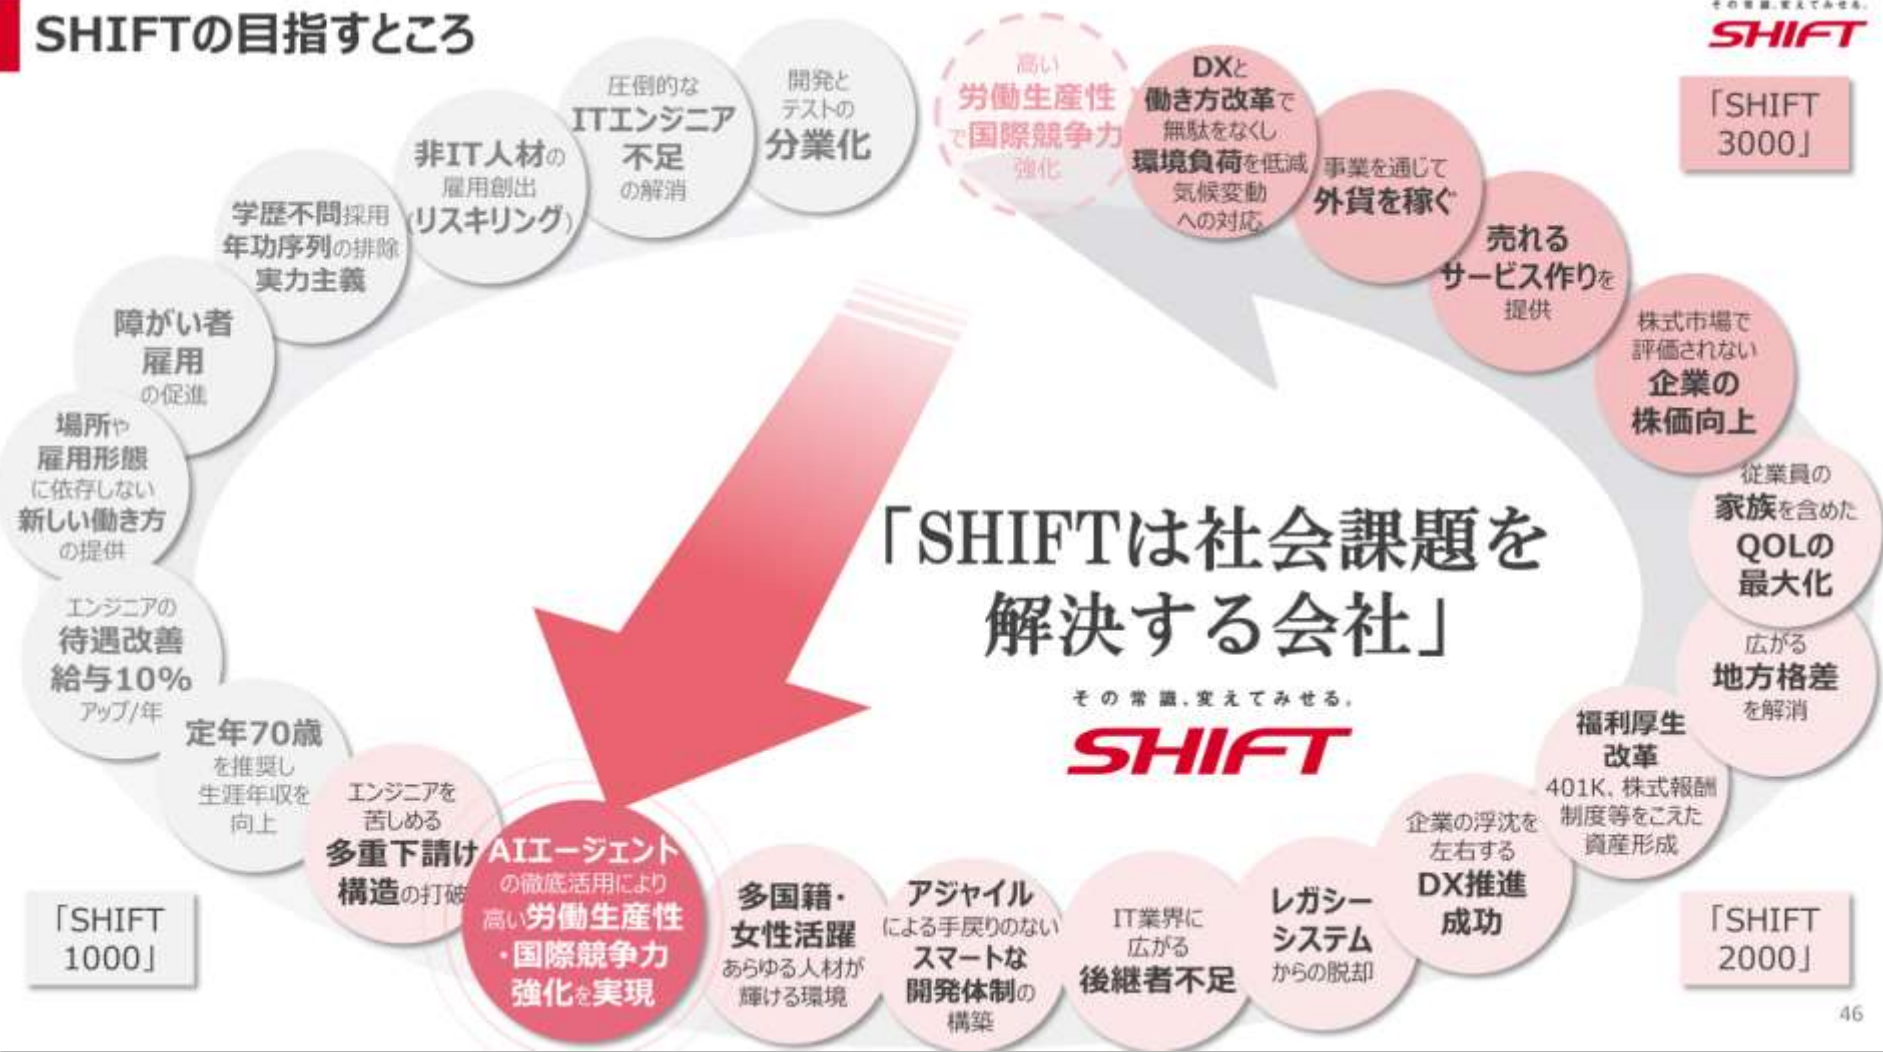 SHIFTの目指すところ
その常識、変えてみせる。
SHIFT
「SHIFT
3000」
開発と
テストの
分業化
圧倒的な
ITエンジニア
不足
の解消
非IT人材の
雇用創出
(リスキリング)
学歴不問採用
年功序列の排除
実力主義
障がい者
雇用
の促進
場所や
雇用形態
に依存しない
新しい働き方
の提供
エンジニアの
待遇改善
給与10%
アップ/年
定年70歳
を推奨し
生涯年収を
向上
エンジニアを
苦しめる
多重下請け
構造の打破
AIエージェント
の徹底活用により
高い労働生産性
・国際競争力
強化を実現
多国籍・
女性活躍
あらゆる人材が
輝ける環境
アジャイル
による手戻りのない
スマートな
開発体制の
構築
IT業界に
広がる
後継者不足
レガシー
システム
からの脱却
企業の浮沈を
左右する
DX推進
成功
福利厚生
改革
401K、株式報酬
制度等をこえた
資産形成
広がる
地方格差
を解消
従業員の
家族を含めた
QOLの
最大化
株式市場で
評価されない
企業の
株価向上
売れる
サービス作りを
提供
事業を通じて
外貨を稼ぐ
DXと
働き方改革で
無駄をなくし
環境負荷を低減
気候変動
への対応
高い
労働生産性
で国際競争力
強化
「SHIFTは社会課題を
解決する会社」
その常識、変えてみせる。
SHIFT
「SHIFT
1000」
「SHIFT
2000」
46